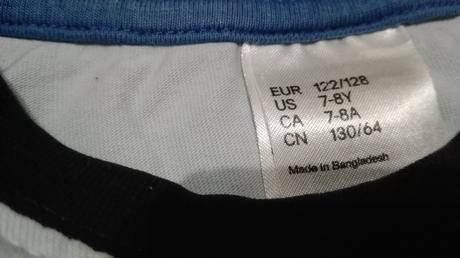 EUR 122/128
US 7-8Y
CA 7-8A
CN 130/64
Made in Bangladesh